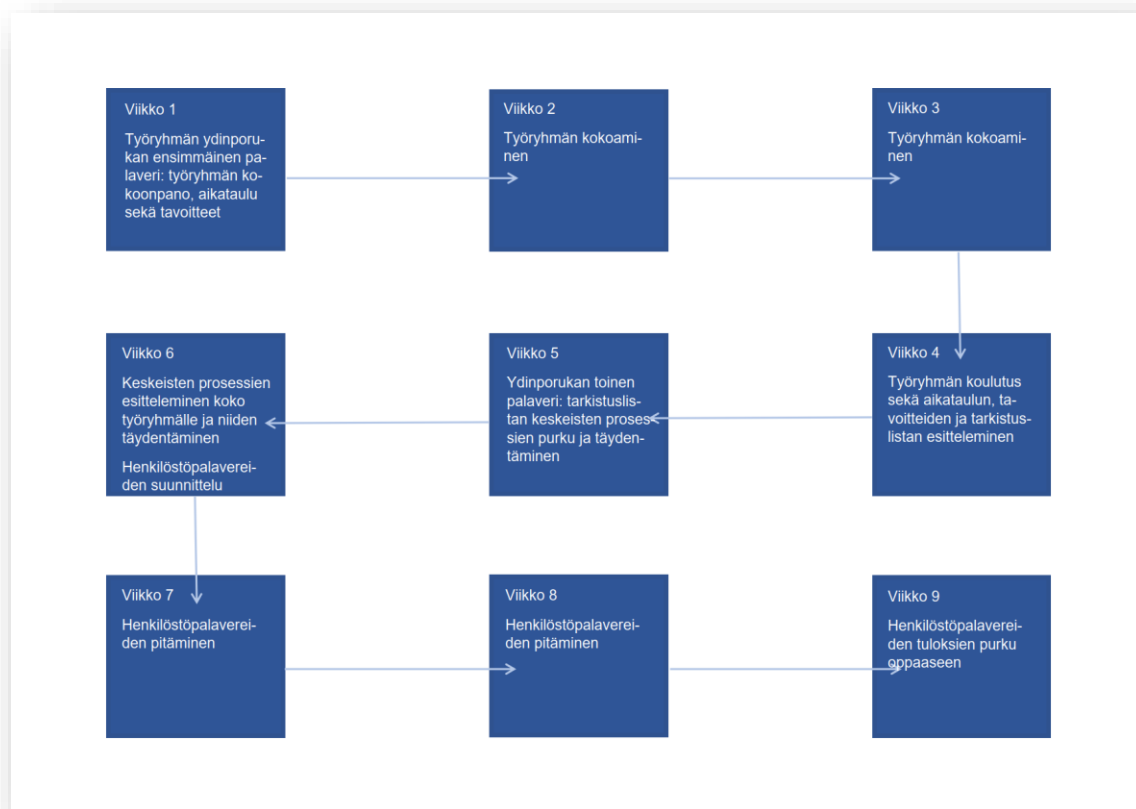 Viikko 1
Työryhmän ydinporu-
kan ensimmäinen pa-
laveri: työryhmän ko-
koonpano, aikataulu
sekä tavoitteet
Viikko 2
Työryhmän kokoami-
nen
Viikko 3
Työryhmän kokoami-
nen
Viikko 4
Työryhmän koulutus
sekä aikataulun, ta-
voitteiden ja tarkistus-
listan esitteleminen
Viikko 5
Ydinporukan toinen
palaveri: tarkistuslis-
tan keskeisten proses-
sien purku ja täyden-
täminen
Viikko 6
Keskeisten prosessien
esitteleminen koko
työryhmälle ja niiden
täydentäminen
Henkilöstöpalaverei-
den suunnittelu
Viikko 7
Henkilöstöpalaverei-
den pitäminen
Viikko 8
Henkilöstöpalaverei-
den pitäminen
Viikko 9
Henkilöstöpalaverei-
den tuloksien purku
oppaaseen